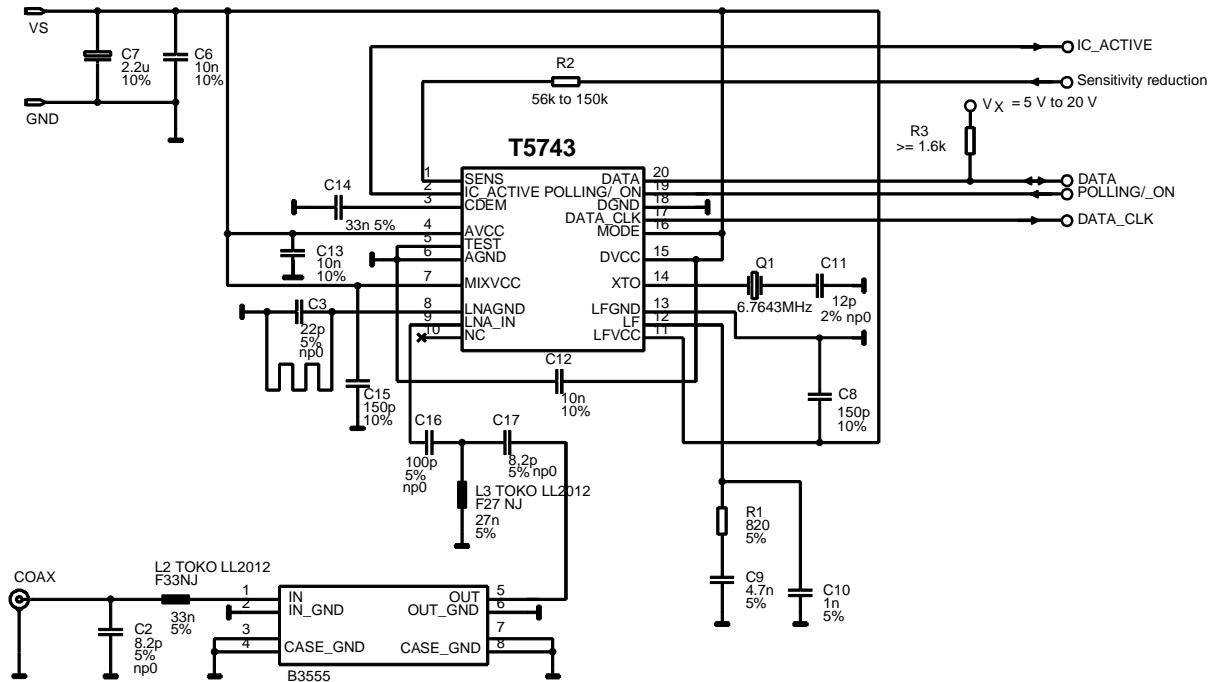 VS
C7
2.2u
10%
C6
10n
10%
GND
IC_ACTIVE
R2
56k to 150k
Sensitivity reduction
VX = 5 V to 20 V
R3
>= 1.6k
T5743
1 SENS DATA 20
2 IC_ACTIVE POLLING/_ON 19
3 CDEM DGND 18
DATA_CLK 17
4 AVCC MODE 16
5 TEST
6 AGND DVCC 15
7 MIXVCC XTO 14
8 LNAGND LFGND 13
9 LNA_IN LF 12
10 NC LFVCC 11
DATA
POLLING/_ON
DATA_CLK
C14
33n 5%
C13
10n
10%
Q1
6.7643MHz
C11
12p
2% np0
C3
22p
5%
np0
C12
10n
10%
C15
150p
10%
C8
150p
10%
C16
100p
5%
np0
C17
8.2p
5% np0
L3 TOKO LL2012
F27 NJ
27n
5%
R1
820
5%
C9
4.7n
5%
C10
1n
5%
COAX
L2 TOKO LL2012
F33NJ
33n
5%
C2
8.2p
5%
np0
1 IN OUT 5
2 IN_GND OUT_GND 6
3 7
4 CASE_GND CASE_GND 8
B3555